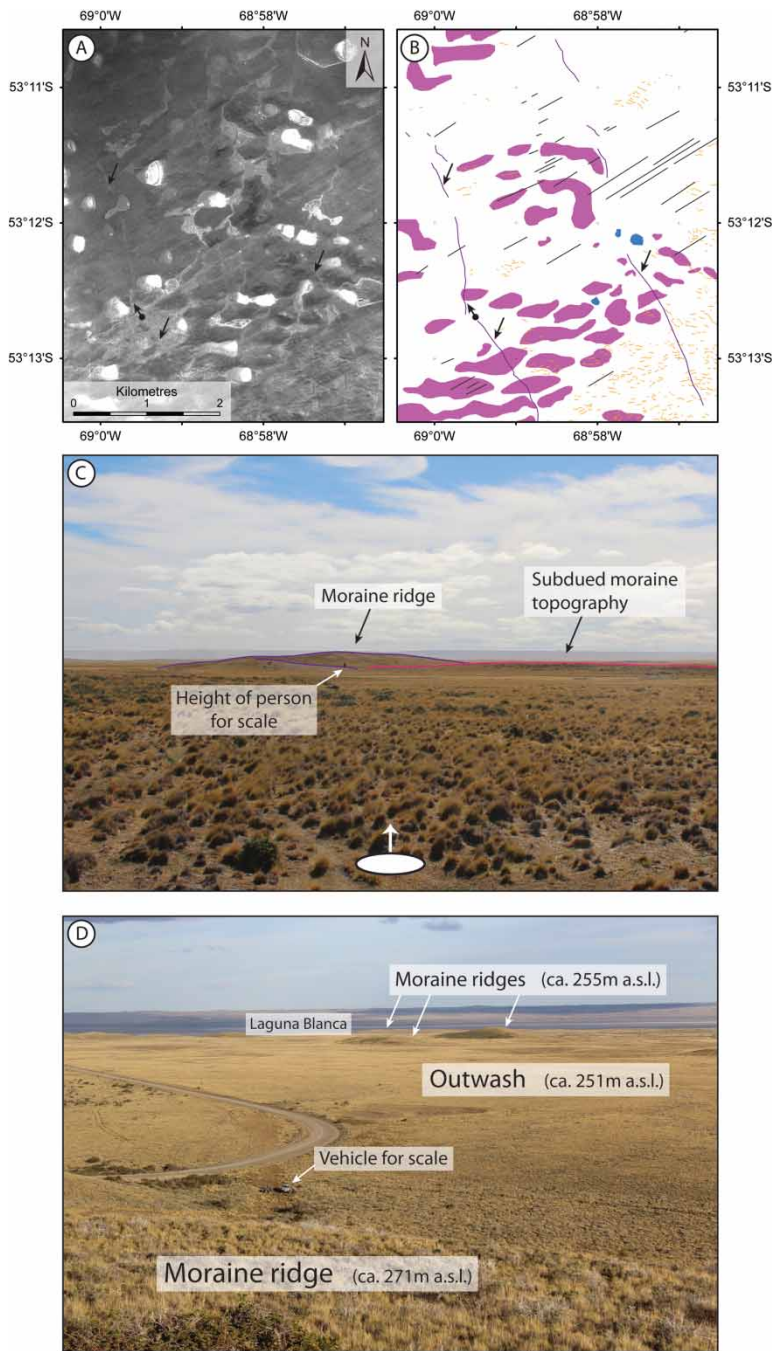 69°0'W 68°58'W 69°0'W 68°58'W
A
N
B
53°11'S 53°11'S
53°12'S 53°12'S
53°13'S 53°13'S
Kilometres
0 1 2
69°0'W 68°58'W 69°0'W 68°58'W
C
Moraine ridge
Subdued moraine
topography
Height of person
for scale
D
Moraine ridges (ca. 255m a.s.l.)
Laguna Blanca
Outwash (ca. 251m a.s.l.)
Vehicle for scale
Moraine ridge (ca. 271m a.s.l.)